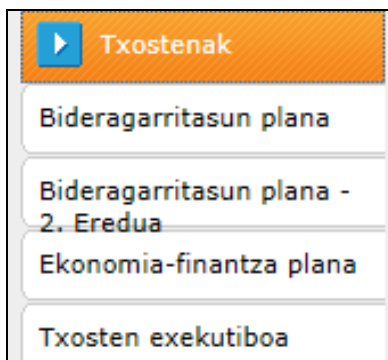 Txostenak
Bideragarritasun plana
Bideragarritasun plana -
2. Eredua
Ekonomia-finantza plana
Txosten exekutiboa